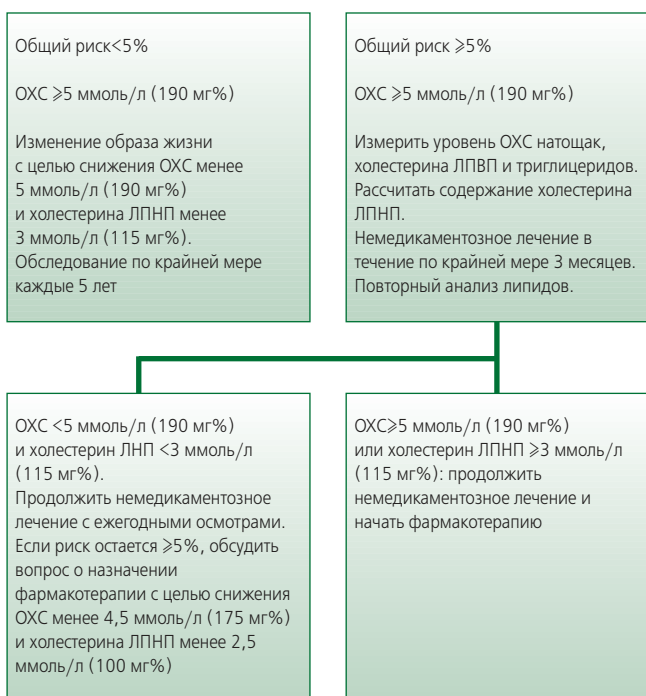 Общий риск<5%
ОХС ⩾5 ммоль/л (190 мг%)
Изменение образа жизни
с целью снижения ОХС менее
5 ммоль/л (190 мг%)
и холестерина ЛПНП менее
3 ммоль/л (115 мг%).
Обследование по крайней мере
каждые 5 лет
Общий риск ⩾5%
ОХС ⩾5 ммоль/л (190 мг%)
Измерить уровень ОХС натощак,
холестерина ЛПВП и триглицеридов.
Рассчитать содержание холестерина
ЛПНП.
Немедикаментозное лечение в
течение по крайней мере 3 месяцев.
Повторный анализ липидов.
ОХС <5 ммоль/л (190 мг%)
и холестерин ЛНП <3 ммоль/л
(115 мг%).
Продолжить немедикаментозное
лечение с ежегодными осмотрами.
Если риск остается ⩾5%, обсудить
вопрос о назначении
фармакотерапии с целью снижения
ОХС менее 4,5 ммоль/л (175 мг%)
и холестерина ЛПНП менее 2,5
ммоль/л (100 мг%)
ОХС⩾5 ммоль/л (190 мг%)
или холестерин ЛПНП ⩾3 ммоль/л
(115 мг%): продолжить
немедикаментозное лечение и
начать фармакотерапию